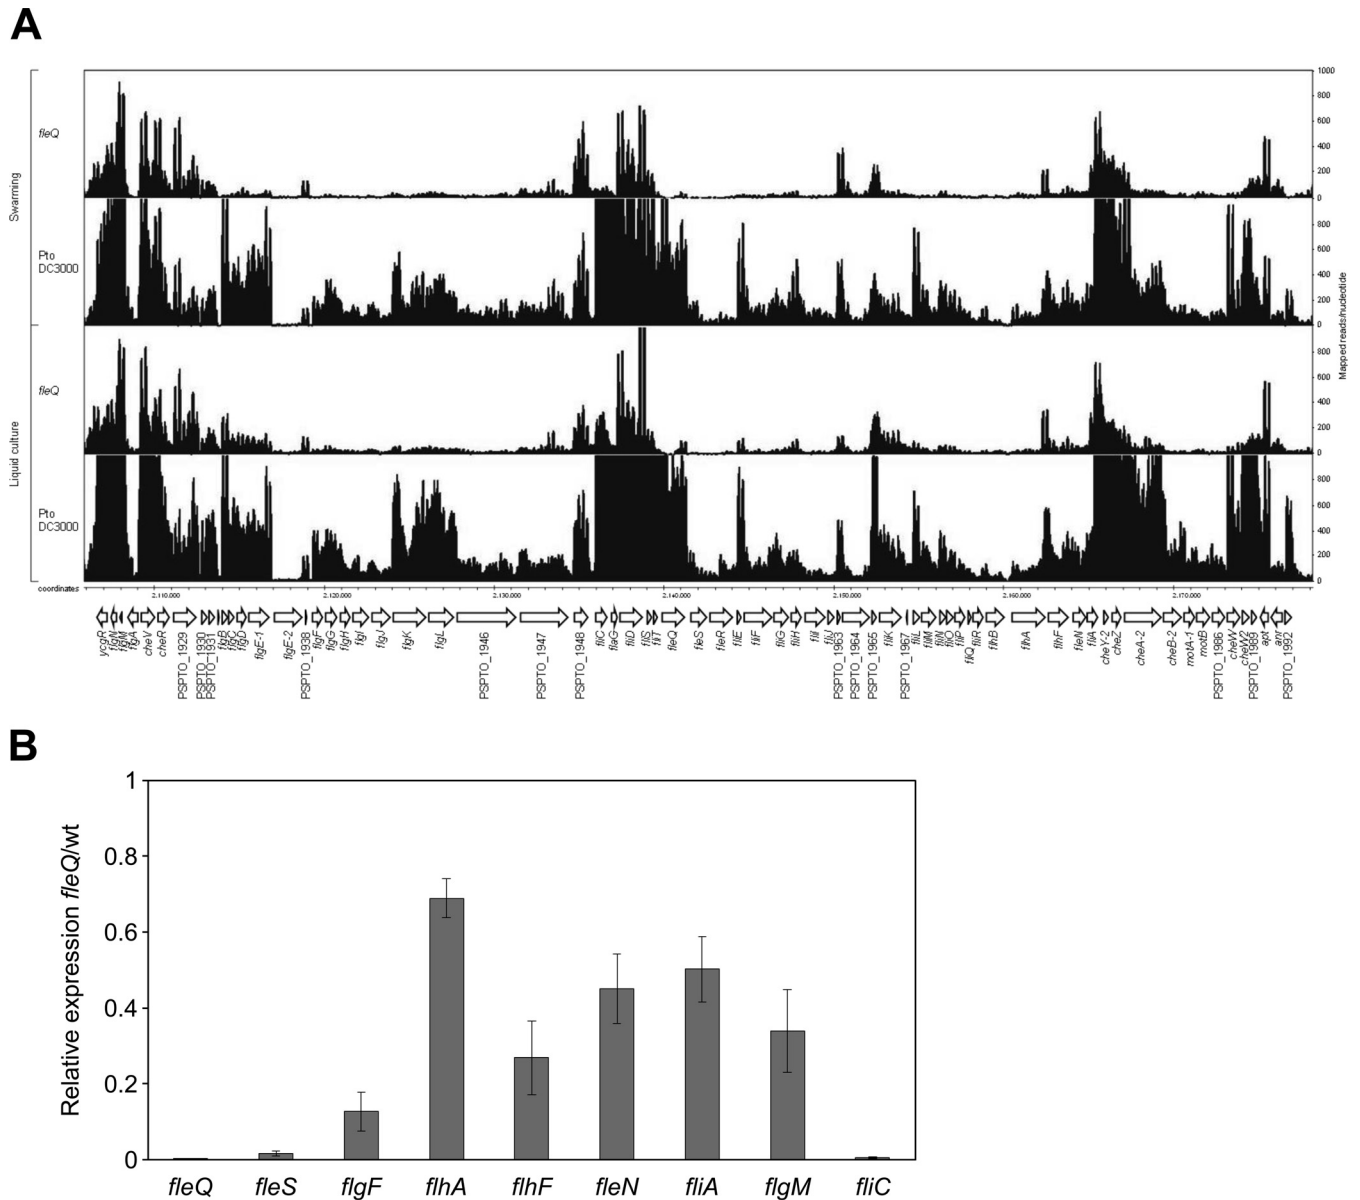 A
Swarming
Liquid culture
fleQ
Pto
DC3000
fleQ
Pto
DC3000
1000
800
600
400
200
0
800
600
400
200
0
800
600
400
200
0
800
600
400
200
0
Mapped reads/nucleotide
coordinates
2.110.000
2.120.000
2.130.000
2.140.000
2.150.000
2.160.000
2.170.000
ycgR
flgN
flgM
flgA
cheV
cheR
PSPTO_1929
PSPTO_1930
PSPTO_1931
flgB
flgC
flgD
flgE-1
flgE-2
PSPTO_1938
flgF
flgG
flgH
flgI
flgJ
flgK
flgL
PSPTO_1946
PSPTO_1947
PSPTO_1948
fliC
flaG
fliD
fliS
fliT
fleQ
fleS
fleR
fliE
fliF
fliG
fliH
fliI
fliJ
PSPTO_1963
PSPTO_1964
PSPTO_1965
fliK
PSPTO_1967
fliL
fliM
fliN
fliO
fliP
fliQ
fliR
flhB
flhA
flhF
fleN
fliA
cheY-2
cheZ
cheA-2
cheB-2
motA-1
motB
PSPTO_1986
cheW
cheW2
PSPTO_1989
apt
anr
PSPTO_1992
B
Relative expression fleQ/wt
1
0.8
0.6
0.4
0.2
0
fleQ fleS flgF flhA flhF fleN fliA flgM fliC